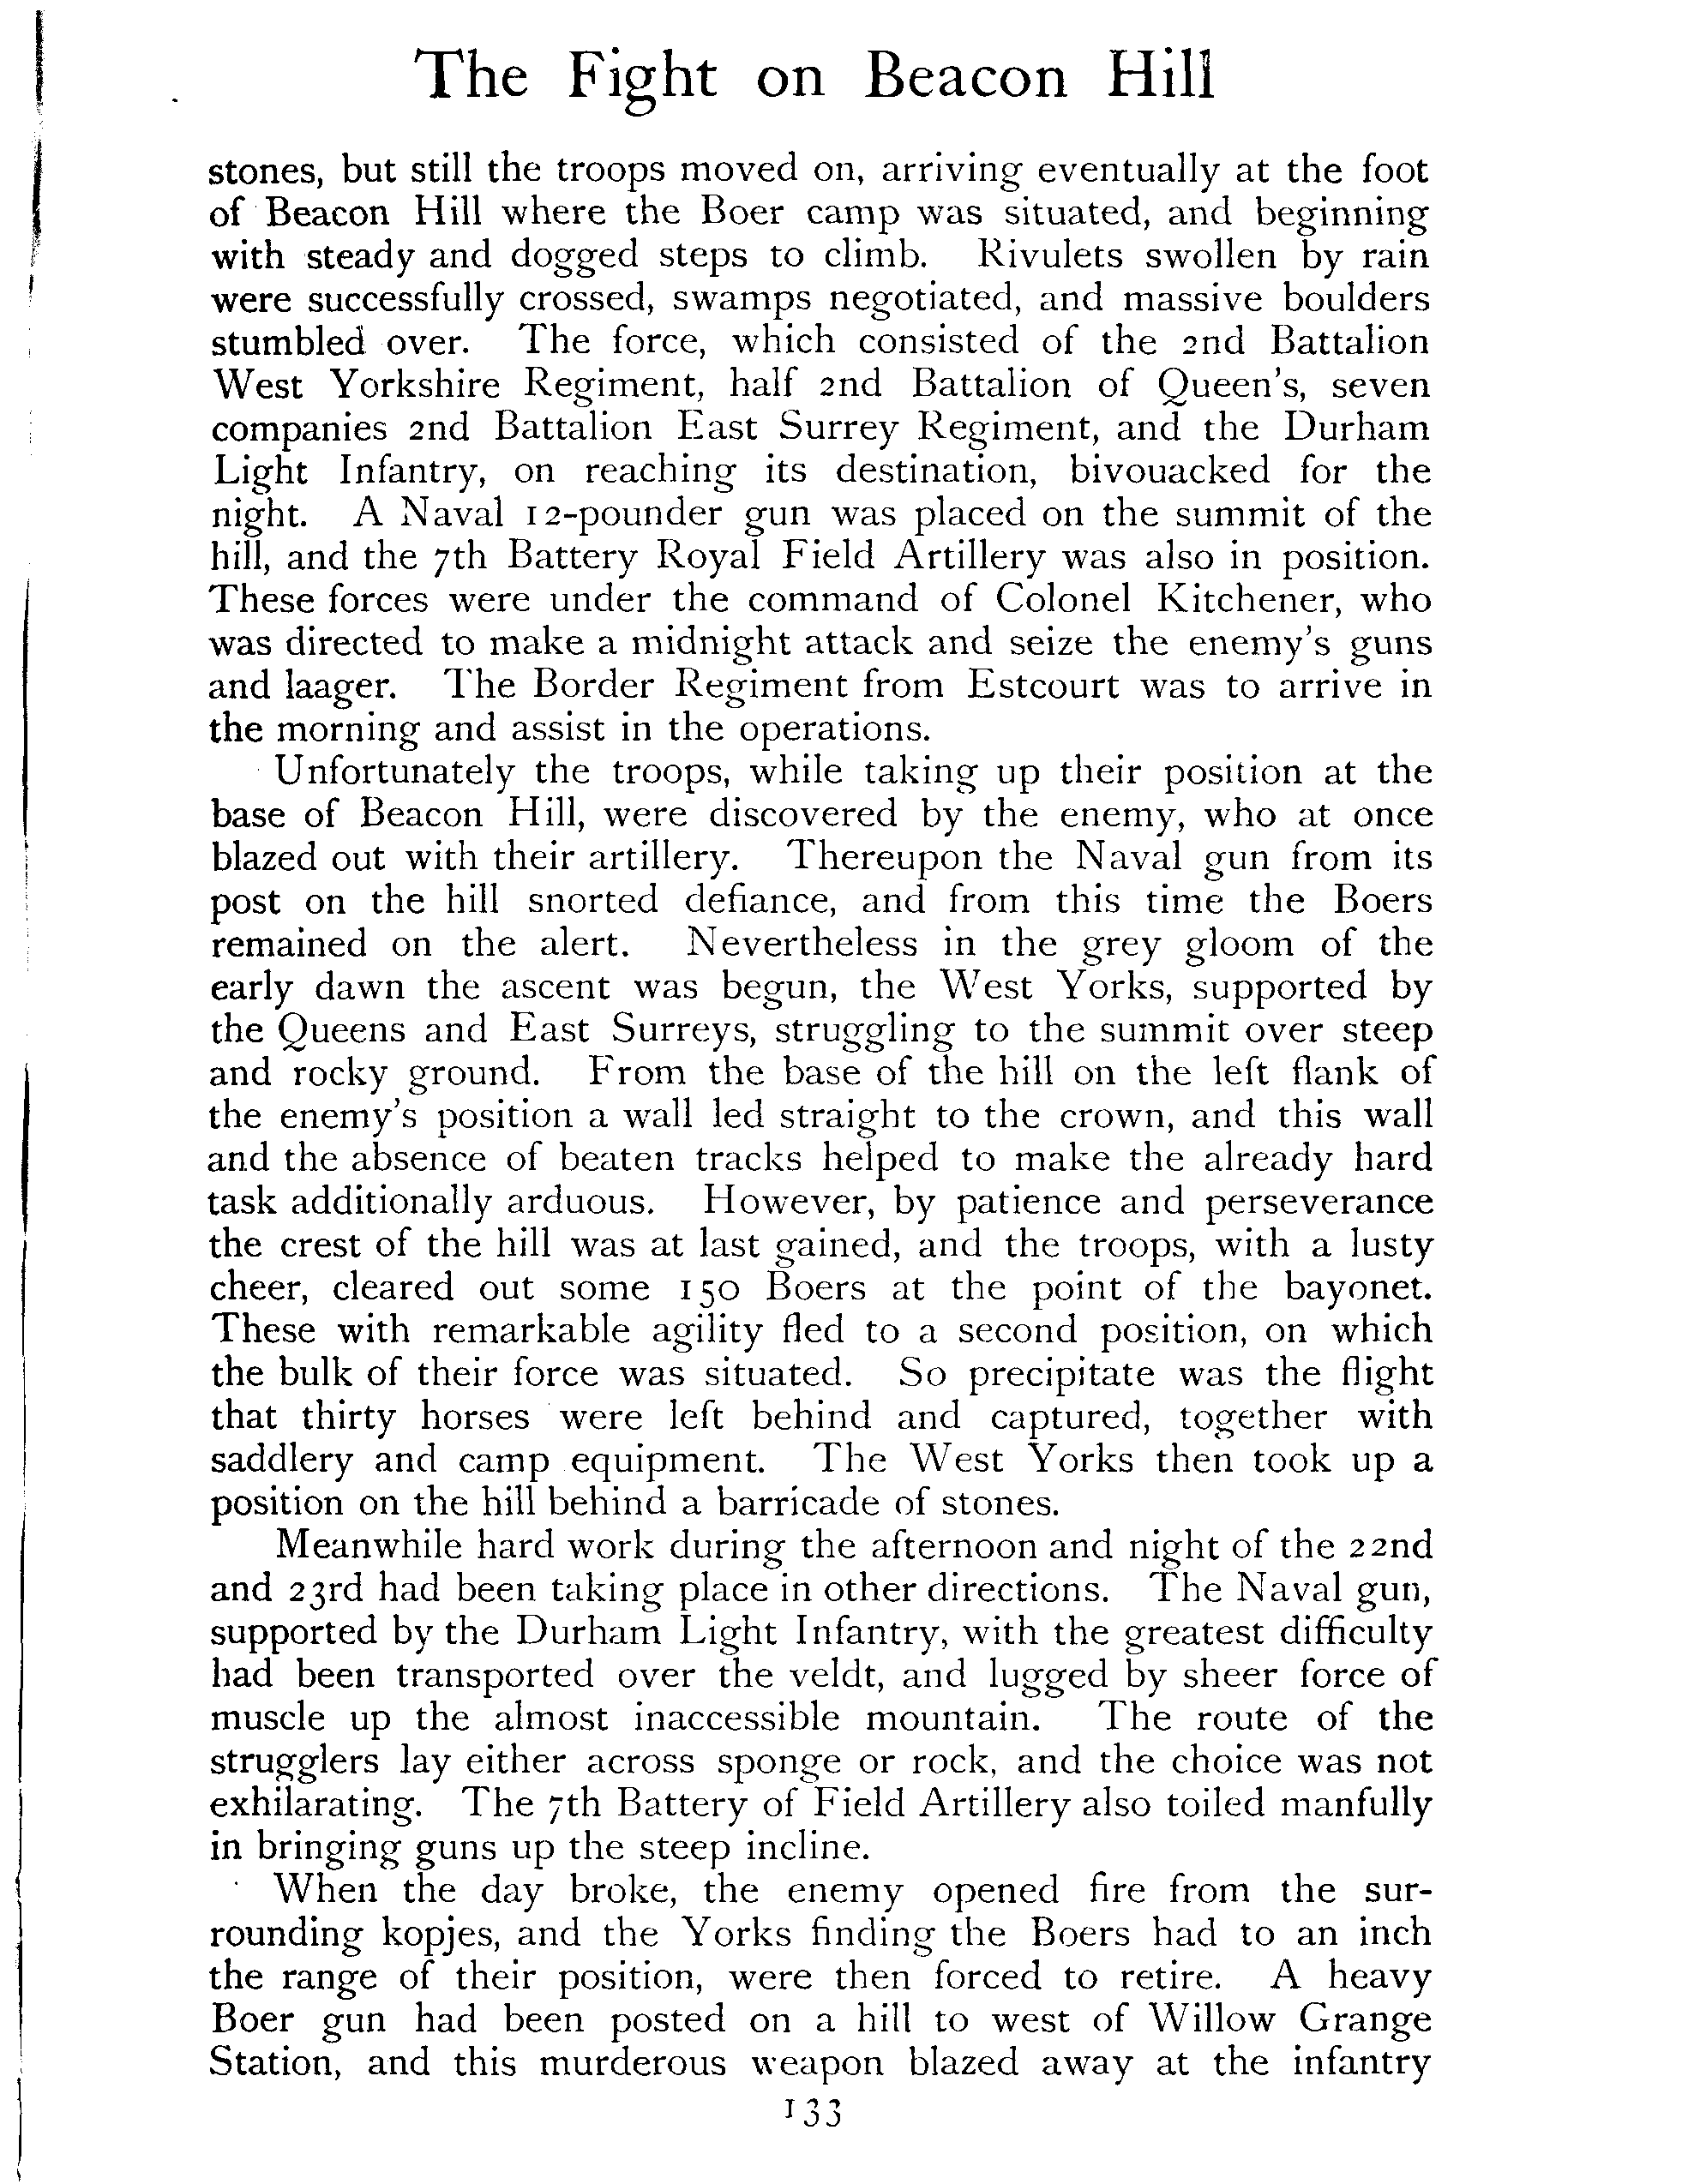 The Fight on Beacon Hill
stones, but still the troops moved on, arriving eventually at the foot
of Beacon Hill where the Boer camp was situated, and beginning
with steady and dogged steps to climb. Rivulets swollen by rain
were successfully crossed, swamps negotiated, and massive boulders
stumbled over. The force, which consisted of the 2nd Battalion
West Yorkshire Regiment, half 2nd Battalion of Queen's, seven
companies 2nd Battalion East Surrey Regiment, and the Durham
Light Infantry, on reaching its destination, bivouacked for the
night. A Naval 12-pounder gun was placed on the summit of the
hill, and the 7th Battery Royal Field Artillery was also in position.
These forces were under the command of Colonel Kitchener, who
was directed to make a midnight attack and seize the enemy's guns
and laager. The Border Regiment from Estcourt was to arrive in
the morning and assist in the operations.
Unfortunately the troops, while taking up their position at the
base of Beacon Hill, were discovered by the enemy, who at once
blazed out with their artillery. Thereupon the Naval gun from its
post on the hill snorted defiance, and from this time the Boers
remained on the alert. Nevertheless in the grey gloom of the
early dawn the ascent was begun, the West Yorks, supported by
the Queens and East Surreys, struggling to the summit over steep
and rocky ground. From the base of the hill on the left flank of
the enemy's position a wall led straight to the crown, and this wall
and the absence of beaten tracks helped to make the already hard
task additionally arduous. However, by patience and perseverance
the crest of the hill was at last gained, and the troops, with a lusty
cheer, cleared out some 150 Boers at the point of the bayonet.
These with remarkable agility fled to a second position, on which
the bulk of their force was situated. So precipitate was the flight
that thirty horses were left behind and captured, together with
saddlery and camp equipment. The West Yorks then took up a
position on the hill behind a barricade of stones.
Meanwhile hard work during the afternoon and night of the 22nd
and 23rd had been taking place in other directions. The Naval gun,
supported by the Durham Light Infantry, with the greatest difficulty
had been transported over the veldt, and lugged by sheer force of
muscle up the almost inaccessible mountain. The route of the
strugglers lay either across sponge or rock, and the choice was not
exhilarating. The 7th Battery of Field Artillery also toiled manfully
in bringing guns up the steep incline.
When the day broke, the enemy opened fire from the sur-
rounding kopjes, and the Yorks finding the Boers had to an inch
the range of their position, were then forced to retire. A heavy
Boer gun had been posted on a hill to west of Willow Grange
Station, and this murderous weapon blazed away at the infantry
133